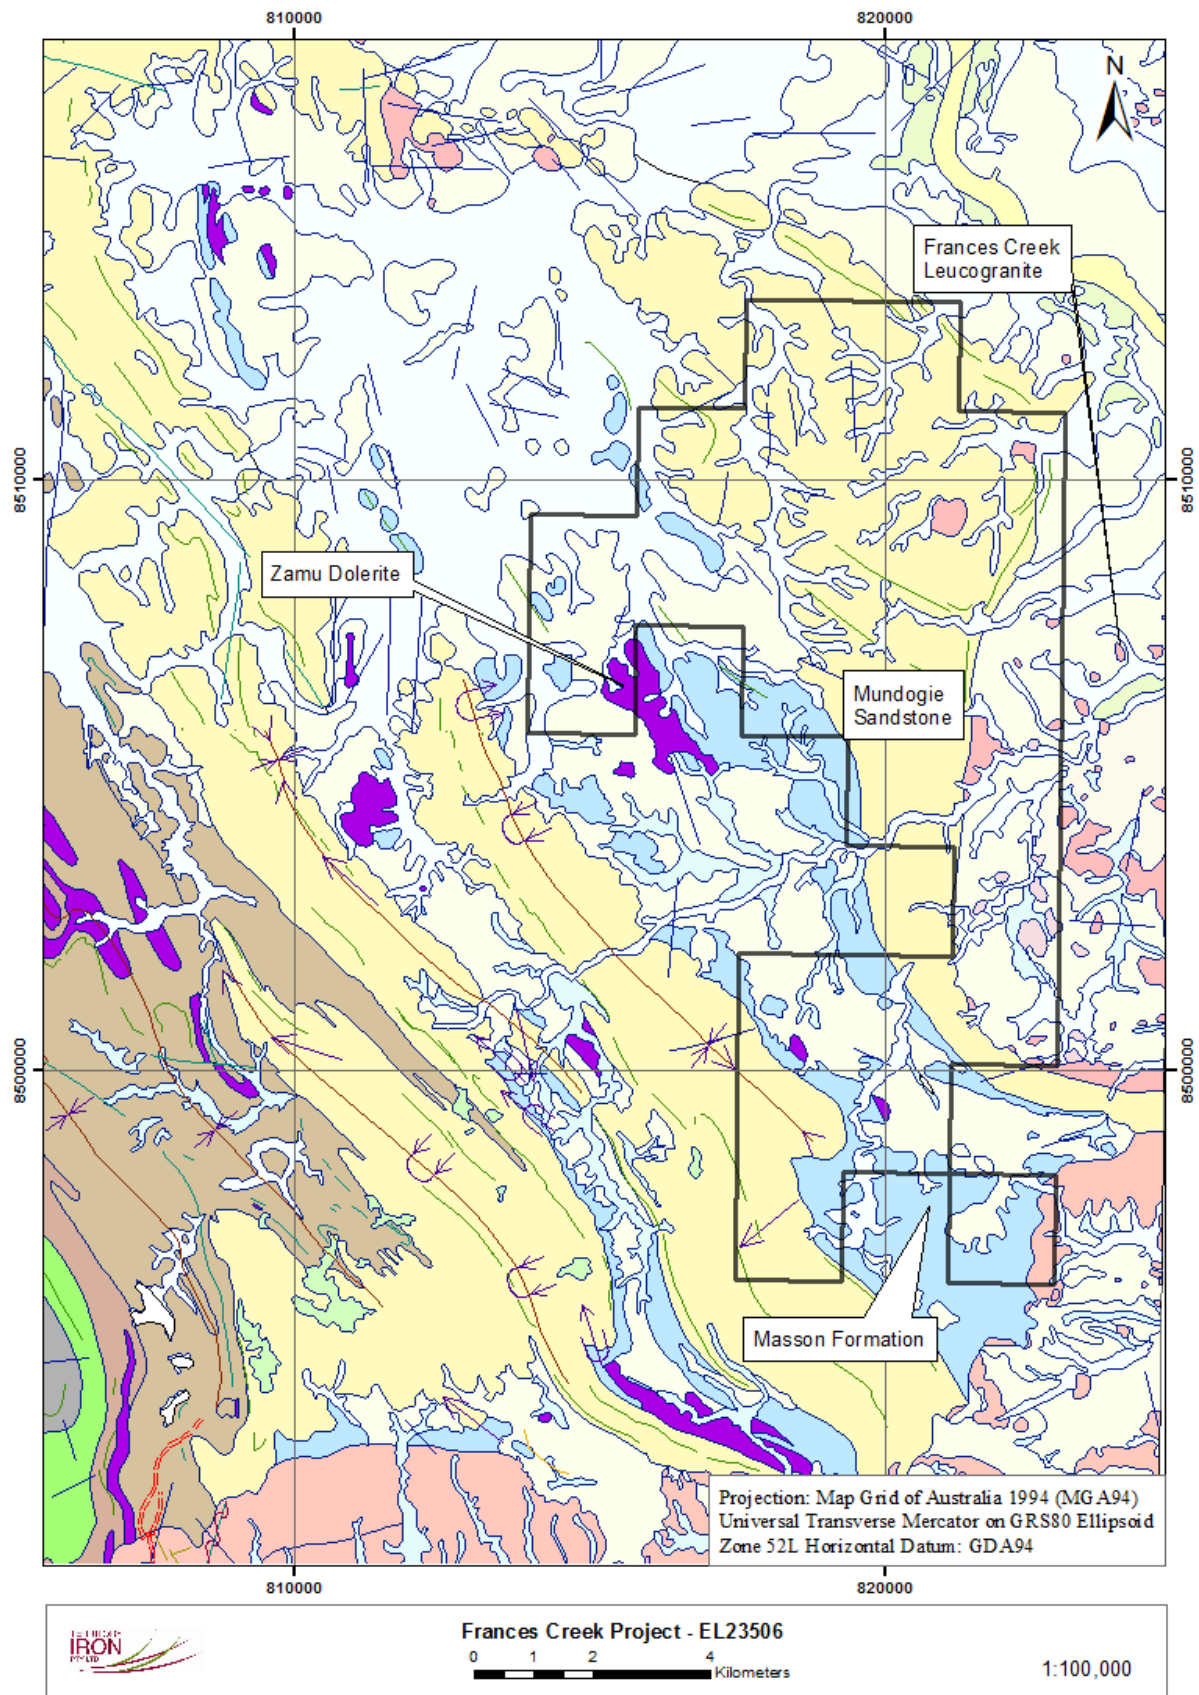 810000
820000
N
Frances Creek
Leucogranite
8510000
8510000
Zamu Dolerite
Mundogie
Sandstone
8500000
8500000
Masson Formation
Projection: Map Grid of Australia 1994 (MGA94)
Universal Transverse Mercator on GRS80 Ellipsoid
Zone 52L Horizontal Datum: GDA94
810000
820000
IRON
PTY LTD
Frances Creek Project - EL23506
0 1 2 4
Kilometers
1:100,000